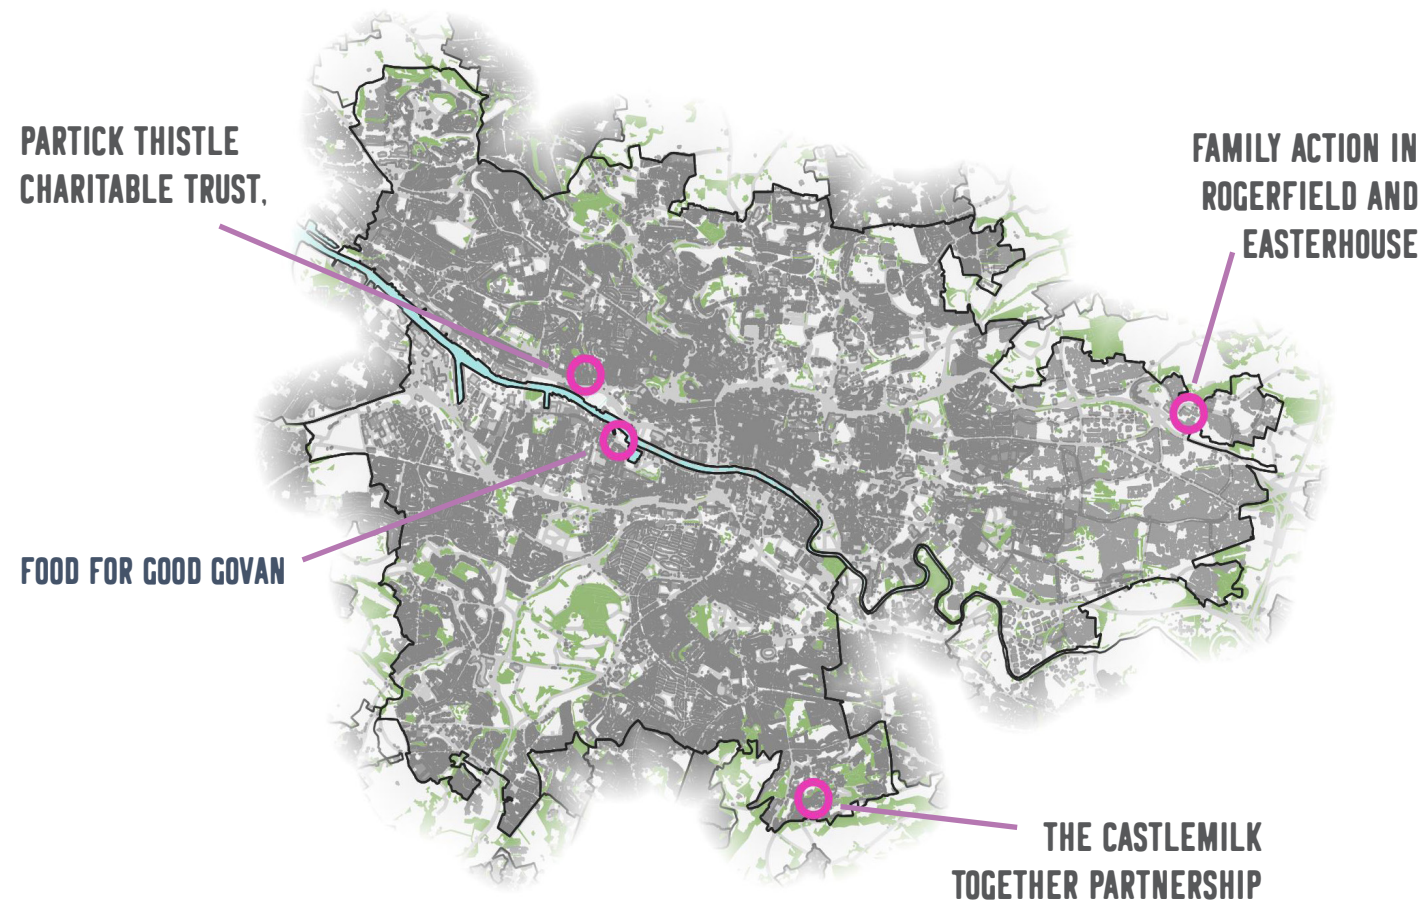 PARTICK THISTLE
CHARITABLE TRUST,
FAMILY ACTION IN
ROGERFIELD AND
EASTERHOUSE
FOOD FOR GOOD GOVAN
THE CASTLEMILK
TOGETHER PARTNERSHIP